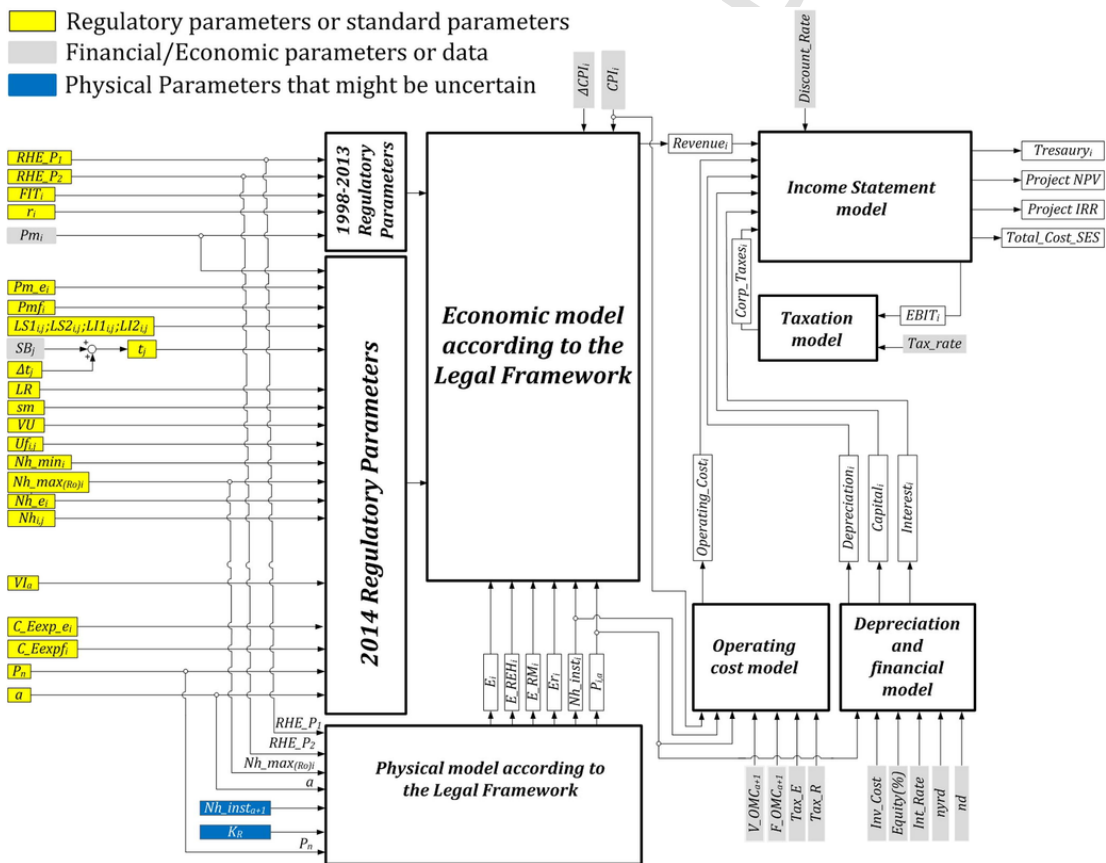 Regulatory parameters or standard parameters
Financial/Economic parameters or data
Physical Parameters that might be uncertain
ΔCPIᵢ
CPIᵢ
Discount_Rate
RHE_P₁
RHE_P₂
FITᵢ
rᵢ
Pmᵢ
1998-2013
Regulatory
Parameters
Revenueᵢ
Income Statement
model
Tresauryᵢ
Project NPV
Project IRR
Total_Cost_SES
Corp_Taxesᵢ
Taxation
model
EBITᵢ
Tax_rate
Pm_eᵢ
Pmfᵢ
LS1ᵢ,ⱼ;LS2ᵢ,ⱼ;LI1ᵢ,ⱼ;LI2ᵢ,ⱼ
SBⱼ
+
+
tⱼ
Δtⱼ
LR
sm
VU
Ufᵢ,ⱼ
Nh_minᵢ
Nh_max₍Ro₎ᵢ
Nh_eᵢ
Nhᵢ,ⱼ
VIₐ
C_Eexp_eᵢ
C_Eexpfᵢ
Pₙ
a
2014 Regulatory Parameters
Economic model
according to the
Legal Framework
Operating_Costᵢ
Depreciationᵢ
Capitalᵢ
Interestᵢ
Operating
cost model
Depreciation
and
financial
model
Eᵢ
E_REHᵢ
E_RMᵢ
Erᵢ
Nh_instᵢ
Pᵢ,ₐ
RHE_P₁
RHE_P₂
Nh_max₍Ro₎ᵢ
a
Nh_instₐ₊₁
K_R
Pₙ
Physical model according to
the Legal Framework
V_OMCₐ₊₁
F_OMCₐ₊₁
Tax_E
Tax_R
Inv_Cost
Equity(%)
Int_Rate
nyrd
nd